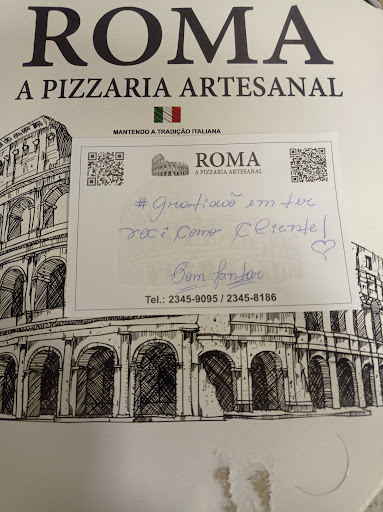 ROMA
A PIZZARIA ARTESANAL
MANTENDO A TRADIÇÃO ITALIANA
ROMA
A PIZZARIA ARTESANAL
#gratidaõ em ter
você como Cliente!
Bom jantar
Tel.: 2345-9095 / 2345-8186